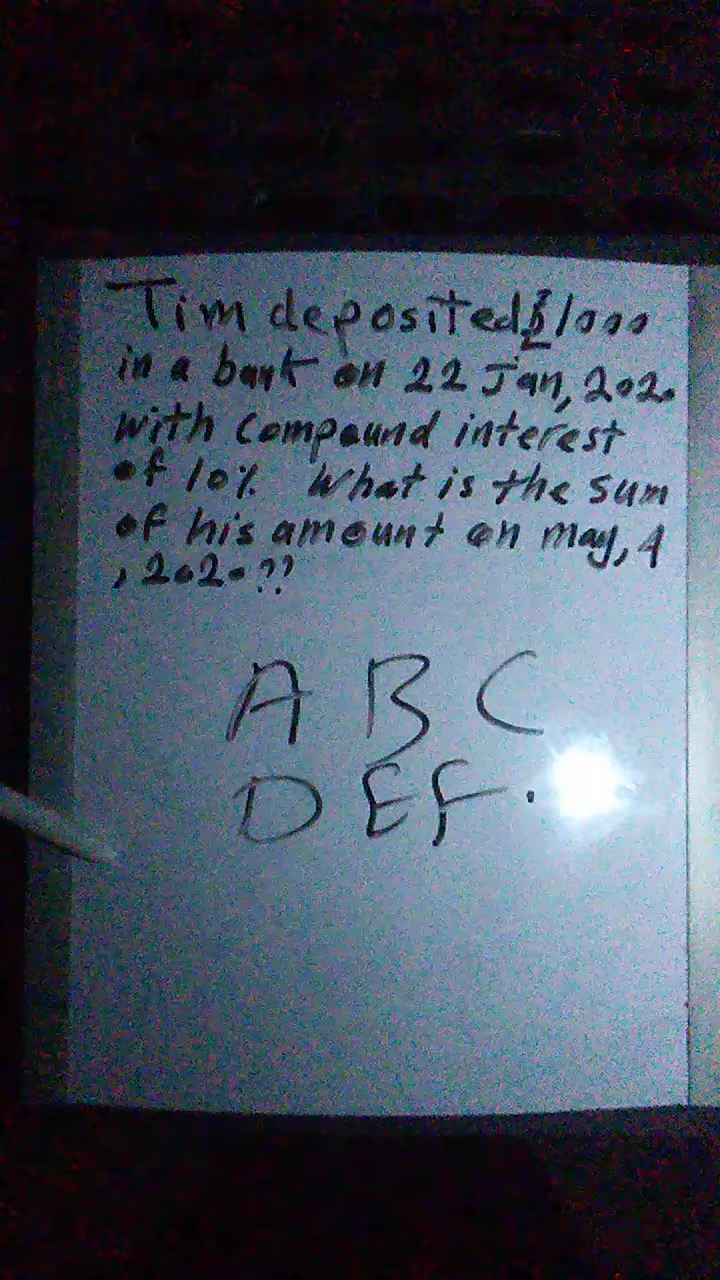 Tim deposited £1000
in a bank on 22 Jan, 2020
with compound interest
of 10% What is the sum
of his amount on may, 4
, 2020??
A B C
D E F.